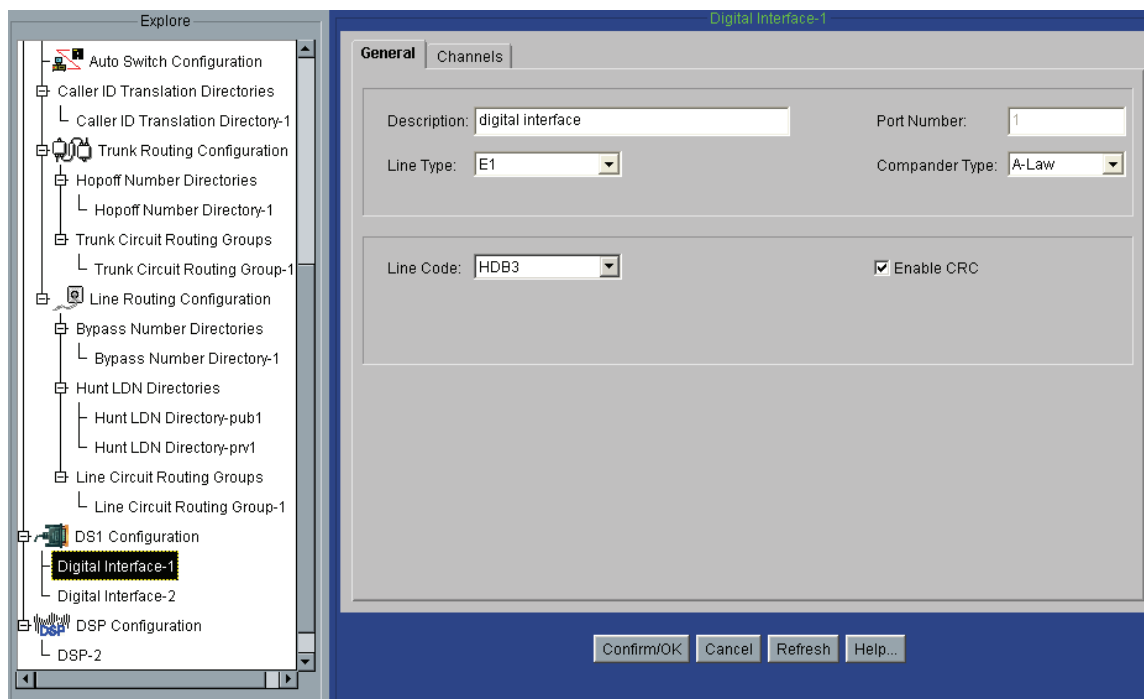 Explore
Auto Switch Configuration
Caller ID Translation Directories
Caller ID Translation Directory-1
Trunk Routing Configuration
Hopoff Number Directories
Hopoff Number Directory-1
Trunk Circuit Routing Groups
Trunk Circuit Routing Group-1
Line Routing Configuration
Bypass Number Directories
Bypass Number Directory-1
Hunt LDN Directories
Hunt LDN Directory-pub1
Hunt LDN Directory-prv1
Line Circuit Routing Groups
Line Circuit Routing Group-1
DS1 Configuration
Digital Interface-1
Digital Interface-2
DSP DSP Configuration
DSP-2
Digital Interface-1
General Channels
Description: digital interface Port Number: 1
Line Type: E1 Compander Type: A-Law
Line Code: HDB3 Enable CRC
Confirm/OK Cancel Refresh Help...